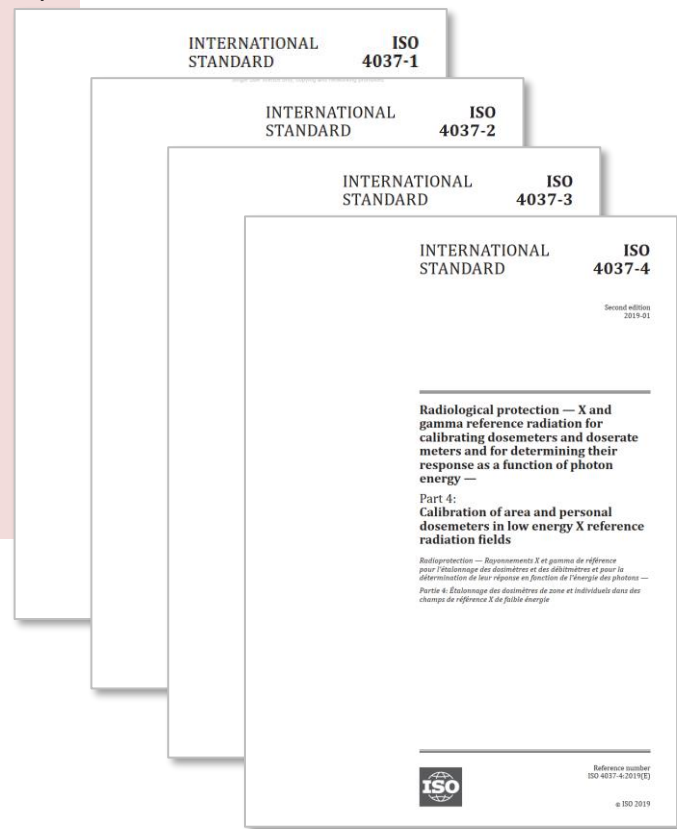 INTERNATIONAL ISO
STANDARD 4037-1
INTERNATIONAL ISO
STANDARD 4037-2
INTERNATIONAL ISO
STANDARD 4037-3
INTERNATIONAL ISO
STANDARD 4037-4
Second edition
2019-01
Radiological protection — X and
gamma reference radiation for
calibrating dosemeters and doserate
meters and for determining their
response as a function of photon
energy —
Part 4:
Calibration of area and personal
dosemeters in low energy X reference
radiation fields
Radioprotection — Rayonnements X et gamma de référence
pour l'étalonnage des dosimètres et des débitmètres et pour la
détermination de leur réponse en fonction de l'énergie des photons —
Partie 4: Étalonnage des dosimètres de zone et individuels dans des
champs de référence X de faible énergie
Reference number
ISO 4037-4:2019(E)
ISO
© ISO 2019